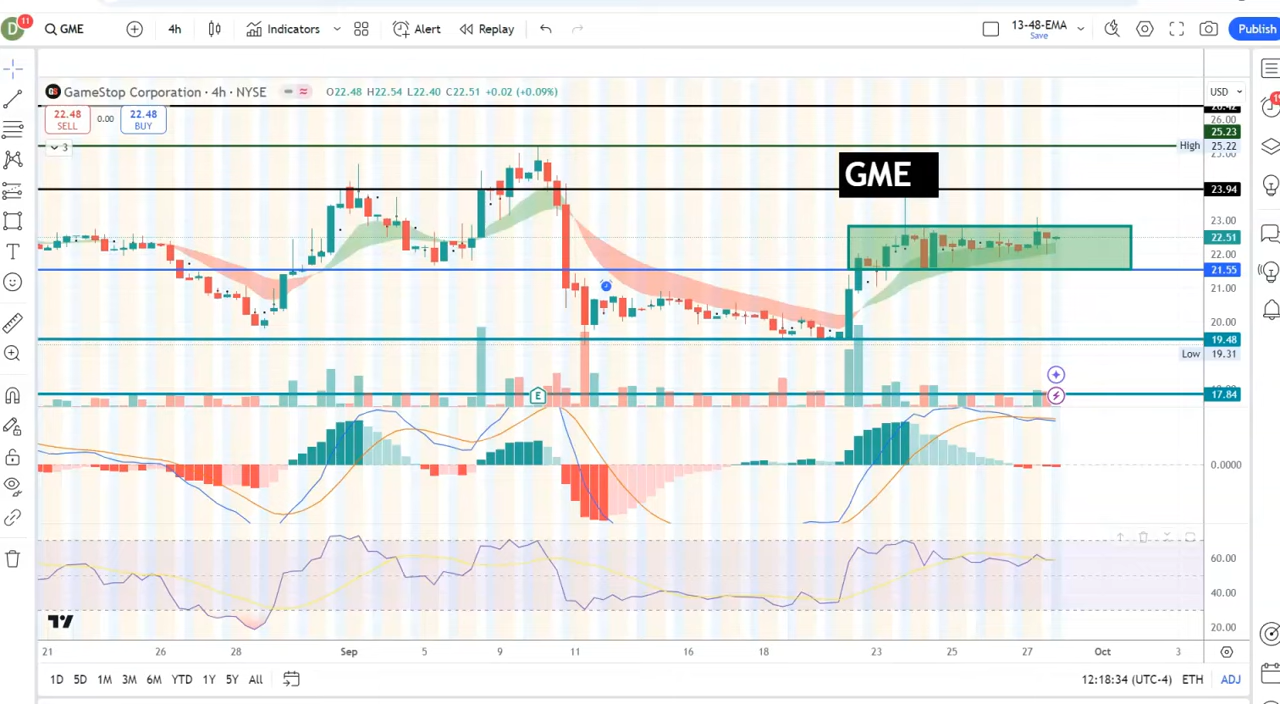 D 11 GME 4h Indicators Alert Replay 13-48-EMA Save Publish
GameStop Corporation · 4h · NYSE O22.48 H22.54 L22.40 C22.51 +0.02 (+0.09%) USD
22.48 SELL 0.00 22.48 BUY
3
GME
26.00
25.23
High 25.22
23.94
23.00
22.51
22.00
21.55
21.00
20.00
19.48
Low 19.31
E
17.84
0.0000
60.00
40.00
20.00
21 26 28 Sep 5 9 11 16 18 23 25 27 Oct 3
1D 5D 1M 3M 6M YTD 1Y 5Y All 12:18:34 (UTC-4) ETH ADJ